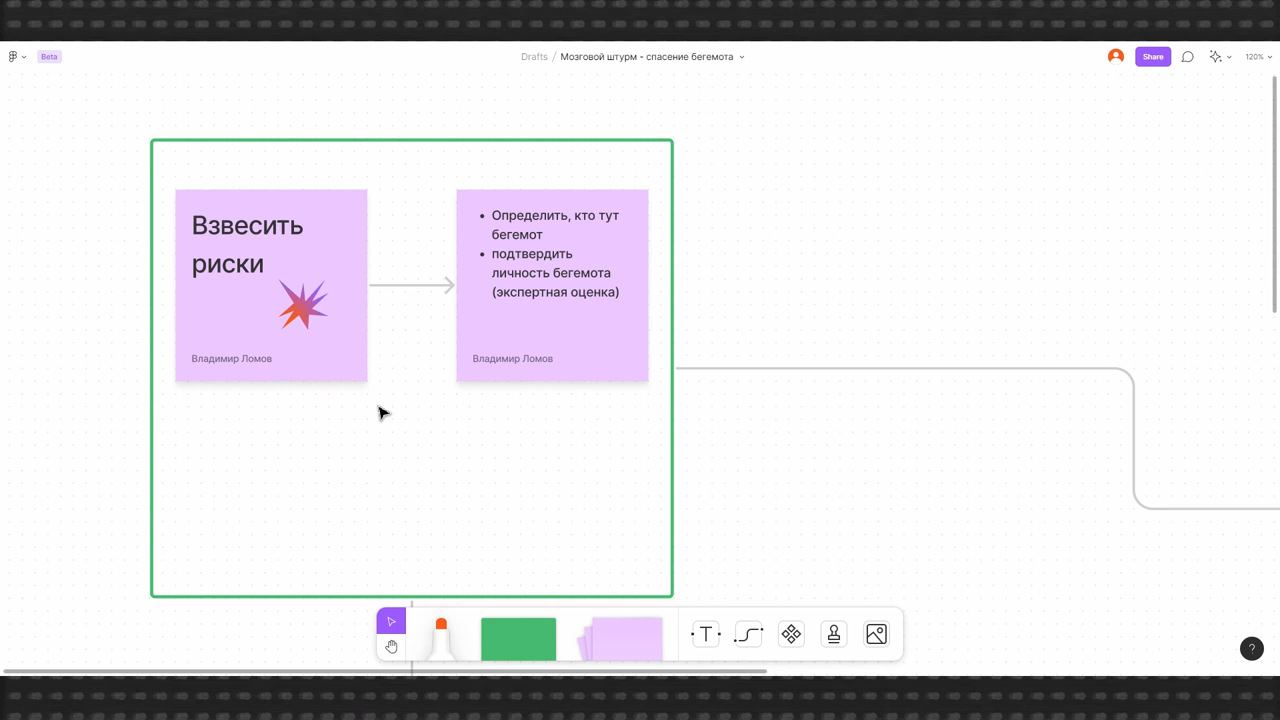 Beta
Drafts / Мозговой штурм - спасение бегемота
Share
120%
Взвесить
риски
Владимир Ломов
• Определить, кто тут
бегемот
• подтвердить
личность бегемота
(экспертная оценка)
Владимир Ломов
T
?